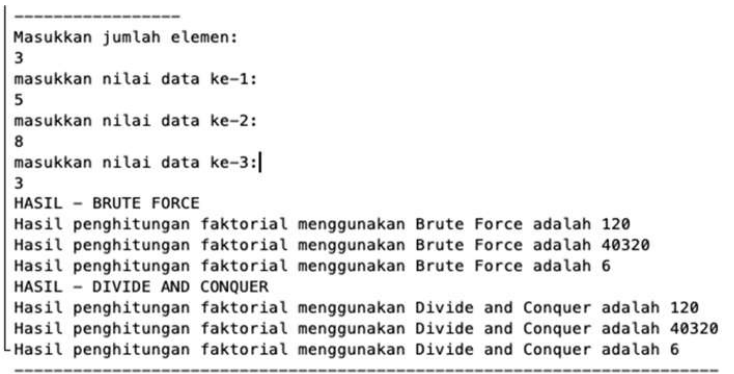 -----------------
Masukkan jumlah elemen:
3
masukkan nilai data ke-1:
5
masukkan nilai data ke-2:
8
masukkan nilai data ke-3:
3
HASIL - BRUTE FORCE
Hasil penghitungan faktorial menggunakan Brute Force adalah 120
Hasil penghitungan faktorial menggunakan Brute Force adalah 40320
Hasil penghitungan faktorial menggunakan Brute Force adalah 6
HASIL - DIVIDE AND CONQUER
Hasil penghitungan faktorial menggunakan Divide and Conquer adalah 120
Hasil penghitungan faktorial menggunakan Divide and Conquer adalah 40320
Hasil penghitungan faktorial menggunakan Divide and Conquer adalah 6
------------------------------------------------------------------------